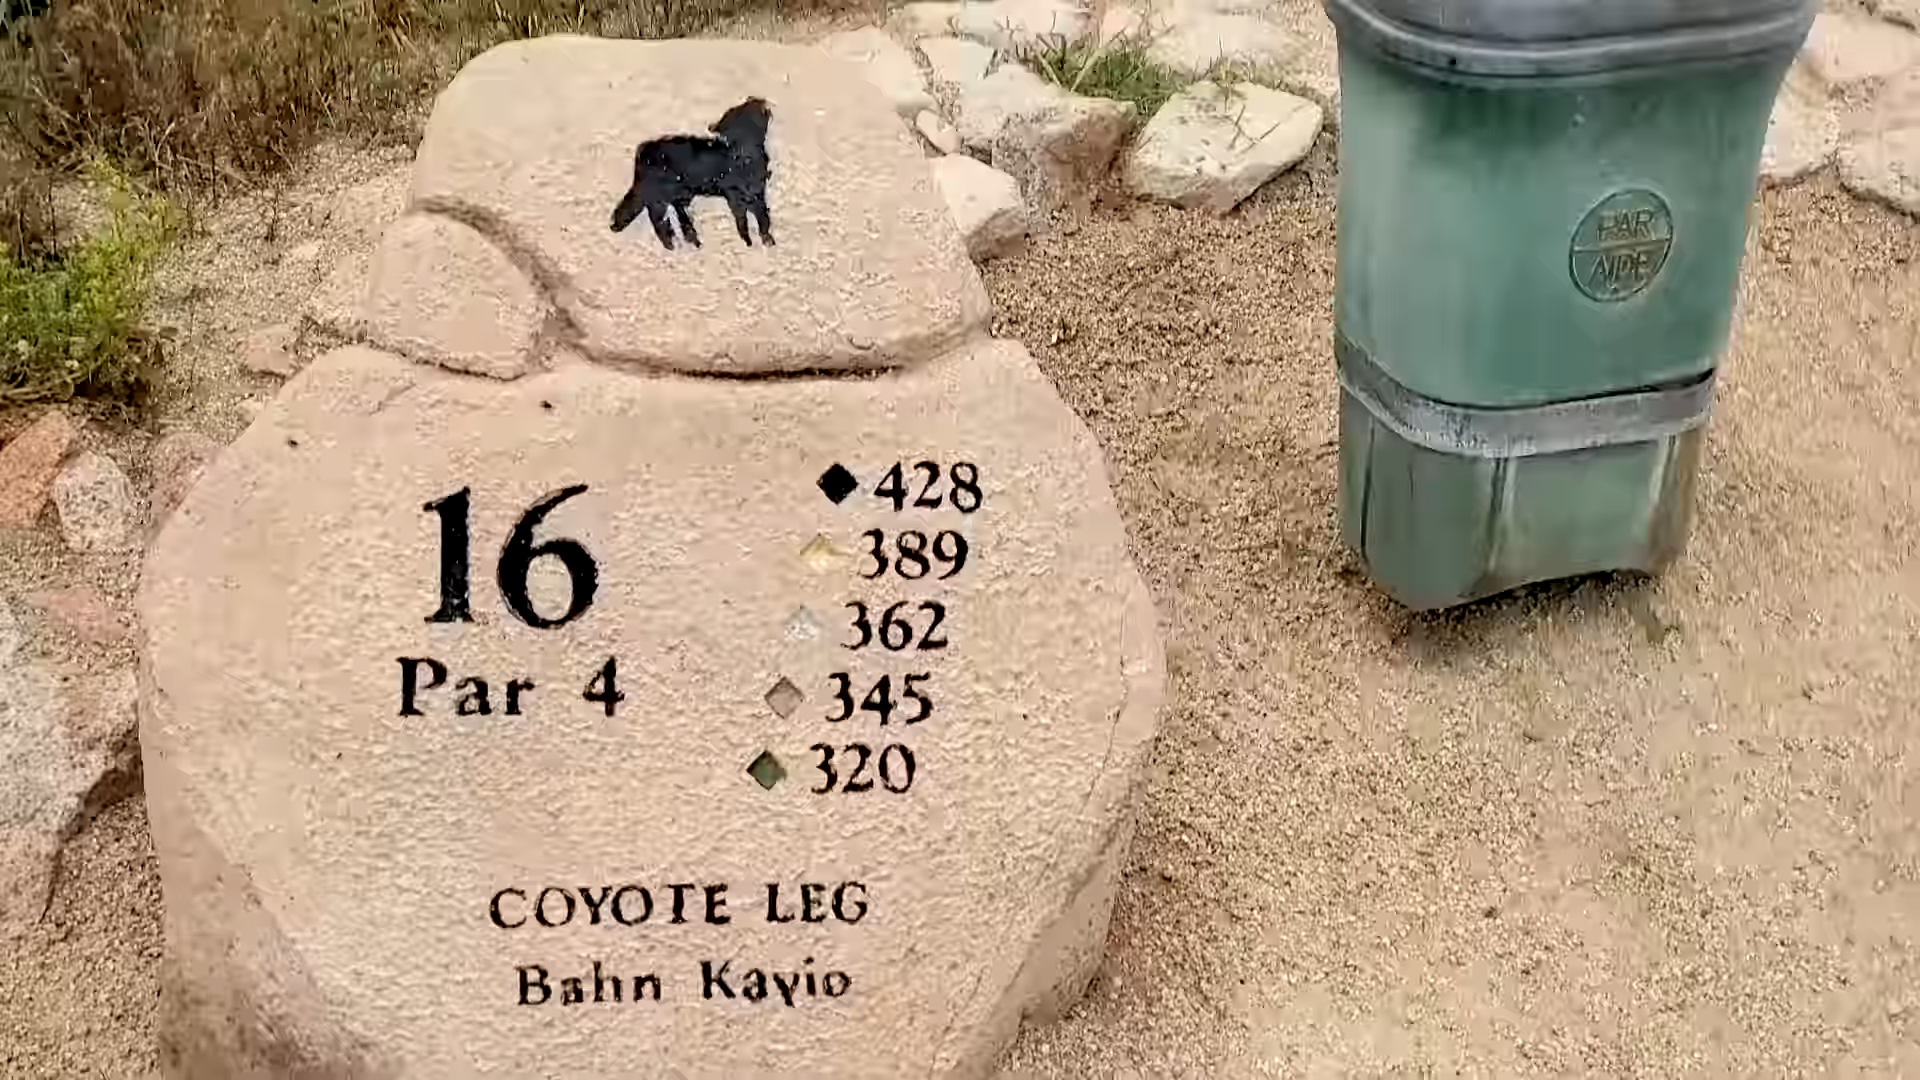 16
Par 4
428
389
362
345
320
COYOTE LEG
Bahn Kayio
PAR
AIDE